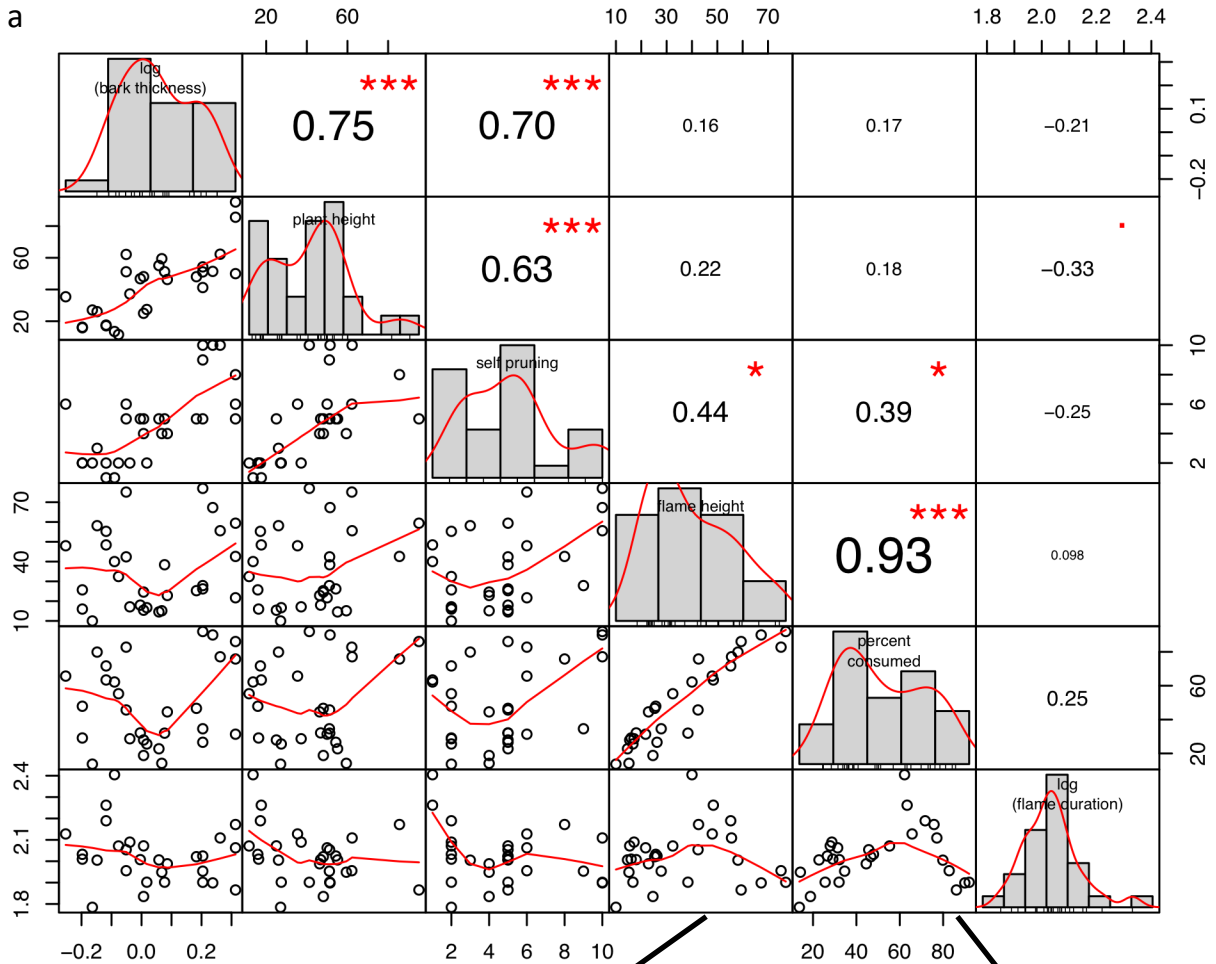 a
20 60
10 30 50 70
1.8 2.0 2.2 2.4
log
(bark thickness)
***
0.75
***
0.70
0.16
0.17
−0.21
−0.2 0.1
20 60
plant height
***
0.63
0.22
0.18
.
−0.33
self pruning
*
0.44
*
0.39
−0.25
2 6 10
10 40 70
flame height
***
0.93
0.098
percent
consumed
0.25
20 60
1.8 2.1 2.4
log
(flame duration)
−0.2 0.0 0.2
2 4 6 8 10
20 40 60 80